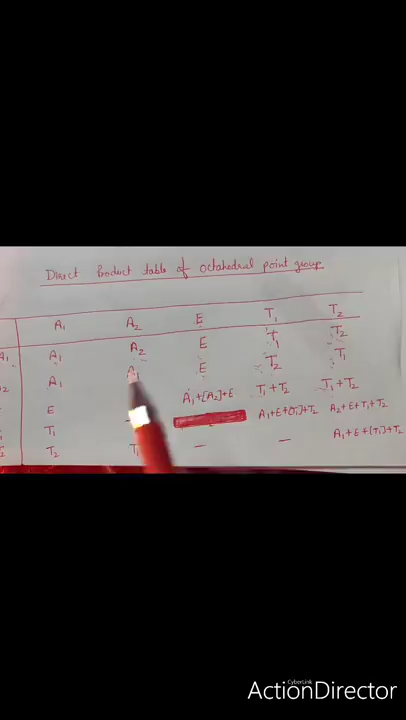 Direct Product table of octahedral point group
A1 A2 E T1 T2
A1 A1 A2 E T1 T2
A1 A1 E T2 T1
E A1+[A2]+E T1+T2 T1+T2
T1 A1+E+[T1]+T2 A2+E+T1+T2
T2 T1 — — A1+E+[T1]+T2
CyberLink
ActionDirector